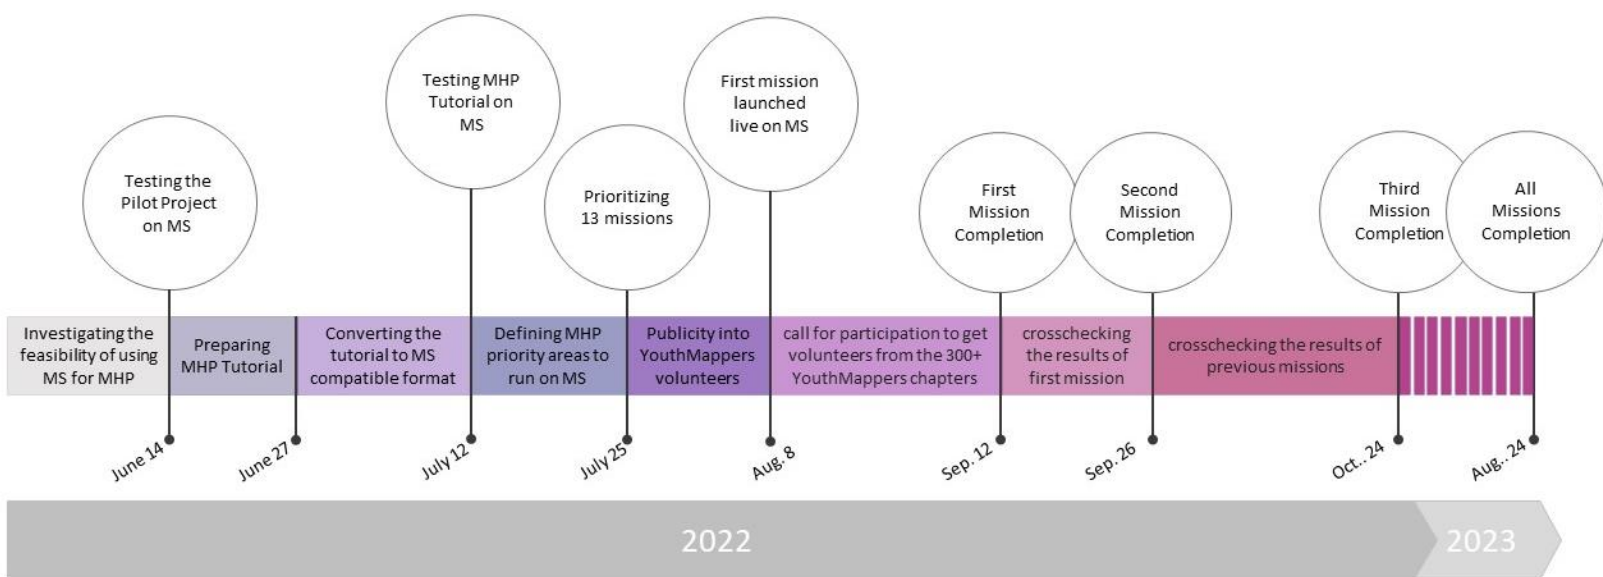 Testing the
Pilot Project
on MS
Testing MHP
Tutorial on
MS
Prioritizing
13 missions
First mission
launched
live on MS
First
Mission
Completion
Second
Mission
Completion
Third
Mission
Completion
All
Missions
Completion
Investigating the
feasibility of using
MS for MHP
Preparing
MHP Tutorial
Converting the
tutorial to MS
compatible format
Defining MHP
priority areas to
run on MS
Publicity into
YouthMappers
volunteers
call for participation to get
volunteers from the 300+
YouthMappers chapters
crosschecking
the results of
first mission
crosschecking the results of
previous missions
June 14
June 27
July 12
July 25
Aug. 8
Sep. 12
Sep. 26
Oct.. 24
Aug.. 24
2022
2023